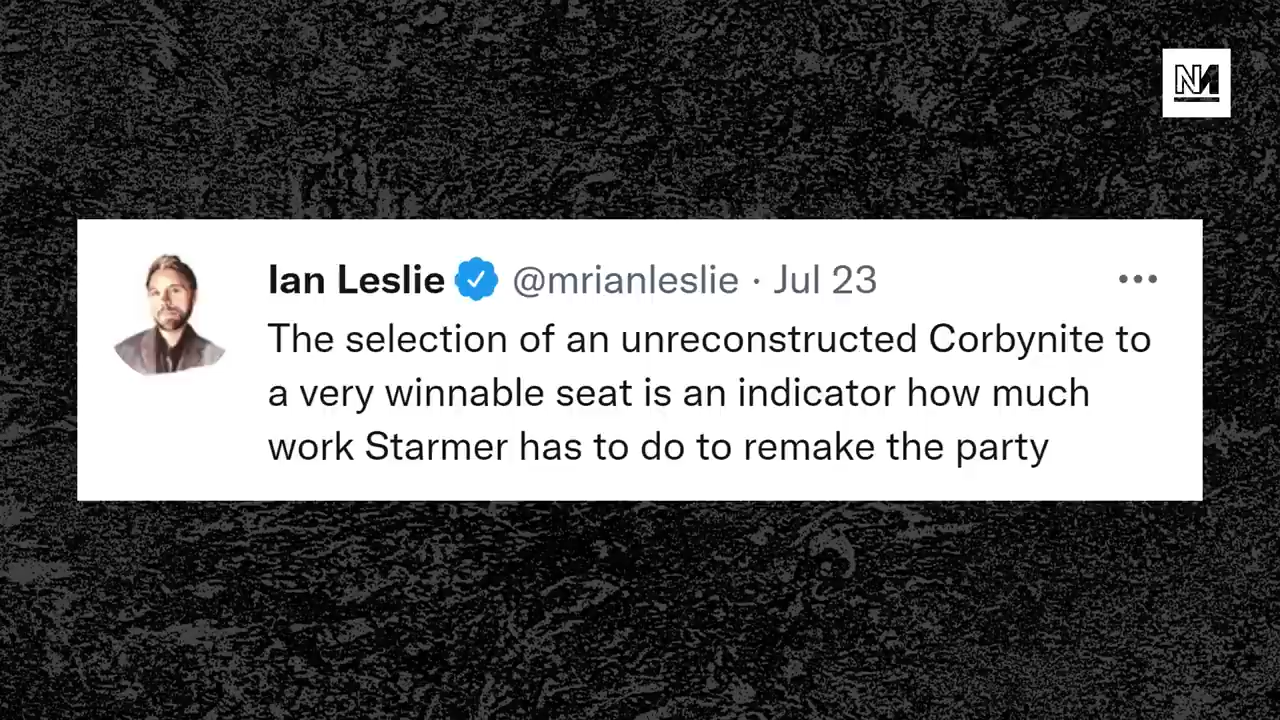 NM
Ian Leslie @mrianleslie · Jul 23
The selection of an unreconstructed Corbynite to
a very winnable seat is an indicator how much
work Starmer has to do to remake the party